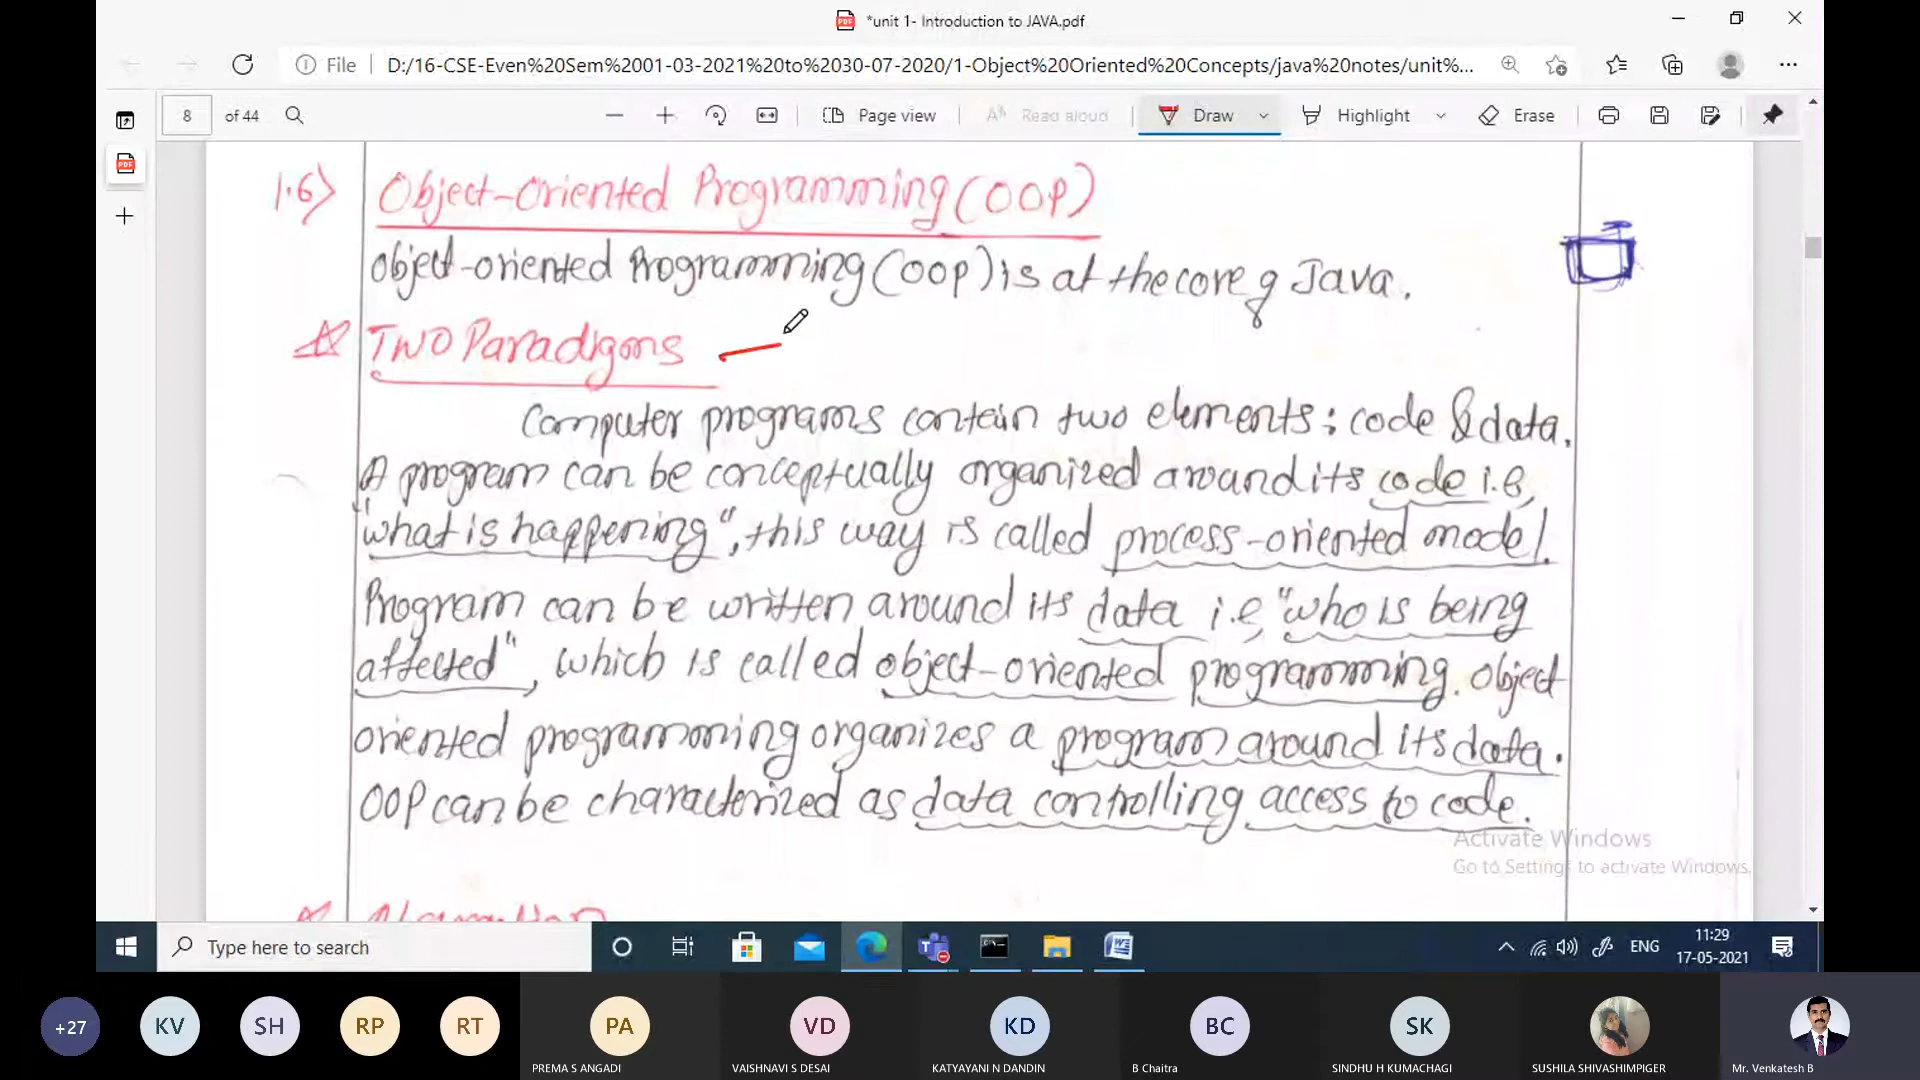 *unit 1- Introduction to JAVA.pdf
File D:/16-CSE-Even%20Sem%2001-03-2021%20to%2030-07-2020/1-Object%20Oriented%20Concepts/java%20notes/unit%...
8 of 44 Page view Read aloud Draw Highlight Erase
1.6> Object-Oriented Programming (OOP)
Object-oriented Programming (OOP) is at the core of Java.
Two Paradigms
Computer programs contain two elements: code & data.
A program can be conceptually organized around its code i.e,
"what is happening", this way is called process-oriented model.
Program can be written around its data i.e, "who is being
affected", which is called object-oriented programming. Object
oriented programming organizes a program around its data.
OOP can be characterized as data controlling access to code.
Activate Windows
Go to Settings to activate Windows.
Type here to search
ENG
11:29
17-05-2021
+27 KV SH RP RT PA VD KD BC SK
PREMA S ANGADI VAISHNAVI S DESAI KATYAYANI N DANDIN B Chaitra SINDHU H KUMACHAGI SUSHILA SHIVASHIMPIGER Mr. Venkatesh B